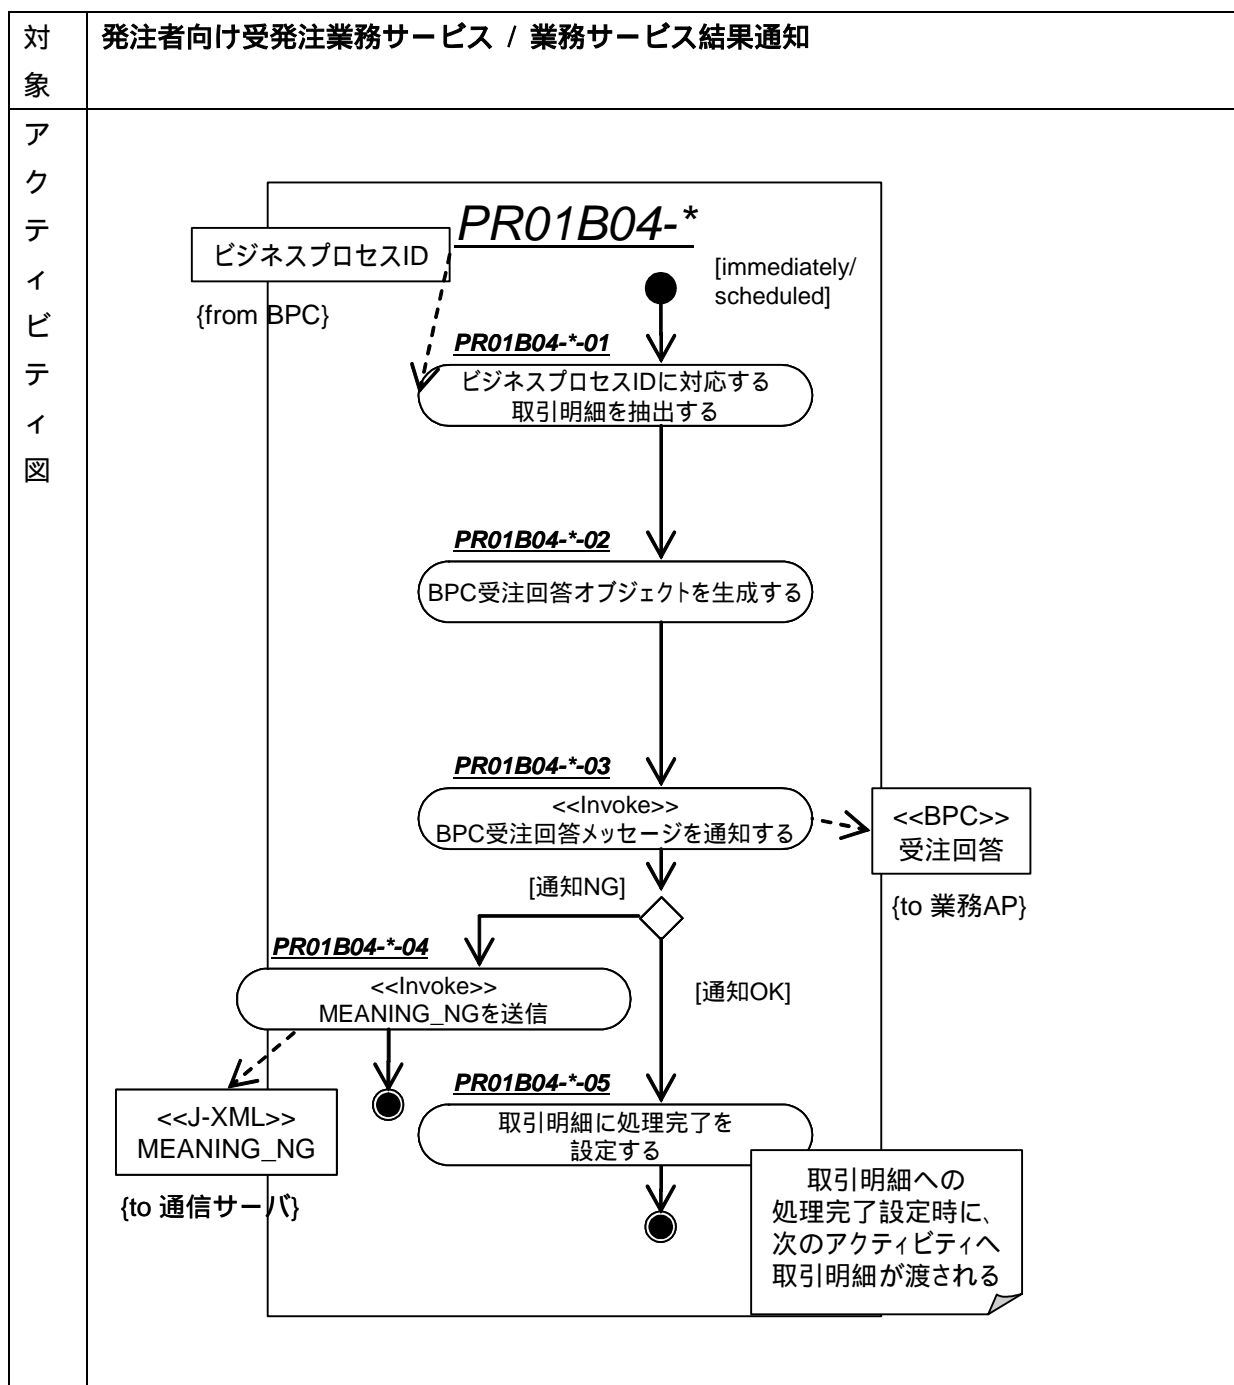 対象
発注者向け受発注業務サービス / 業務サービス結果通知
アクティビティ図
PR01B04-*
ビジネスプロセスID
{from BPC}
[immediately/
scheduled]
PR01B04-*-01
ビジネスプロセスIDに対応する
取引明細を抽出する
PR01B04-*-02
BPC受注回答オブジェクトを生成する
PR01B04-*-03
<<Invoke>>
BPC受注回答メッセージを通知する
<<BPC>>
受注回答
{to 業務AP}
[通知NG]
PR01B04-*-04
<<Invoke>>
MEANING_NGを送信
[通知OK]
<<J-XML>>
MEANING_NG
{to 通信サーバ}
PR01B04-*-05
取引明細に処理完了を
設定する
取引明細への
処理完了設定時に、
次のアクティビティへ
取引明細が渡される